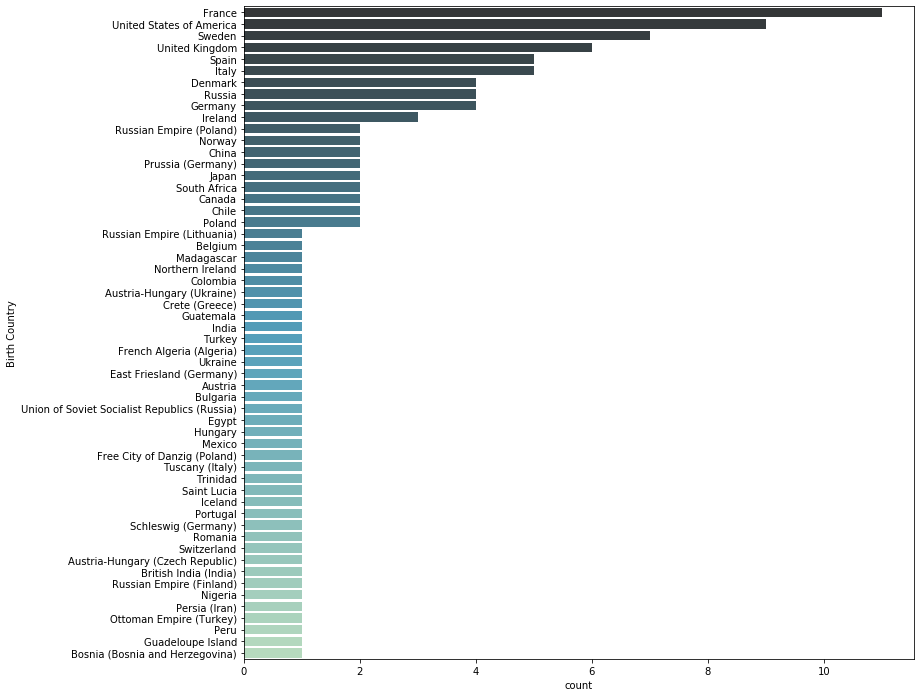 France
United States of America
Sweden
United Kingdom
Spain
Italy
Denmark
Russia
Germany
Ireland
Russian Empire (Poland)
Norway
China
Prussia (Germany)
Japan
South Africa
Canada
Chile
Poland
Russian Empire (Lithuania)
Belgium
Madagascar
Northern Ireland
Colombia
Austria-Hungary (Ukraine)
Crete (Greece)
Guatemala
India
Turkey
French Algeria (Algeria)
Ukraine
East Friesland (Germany)
Austria
Bulgaria
Union of Soviet Socialist Republics (Russia)
Egypt
Hungary
Mexico
Free City of Danzig (Poland)
Tuscany (Italy)
Trinidad
Saint Lucia
Iceland
Portugal
Schleswig (Germany)
Romania
Switzerland
Austria-Hungary (Czech Republic)
British India (India)
Russian Empire (Finland)
Nigeria
Persia (Iran)
Ottoman Empire (Turkey)
Peru
Guadeloupe Island
Bosnia (Bosnia and Herzegovina)
Birth Country
0 2 4 6 8 10
count